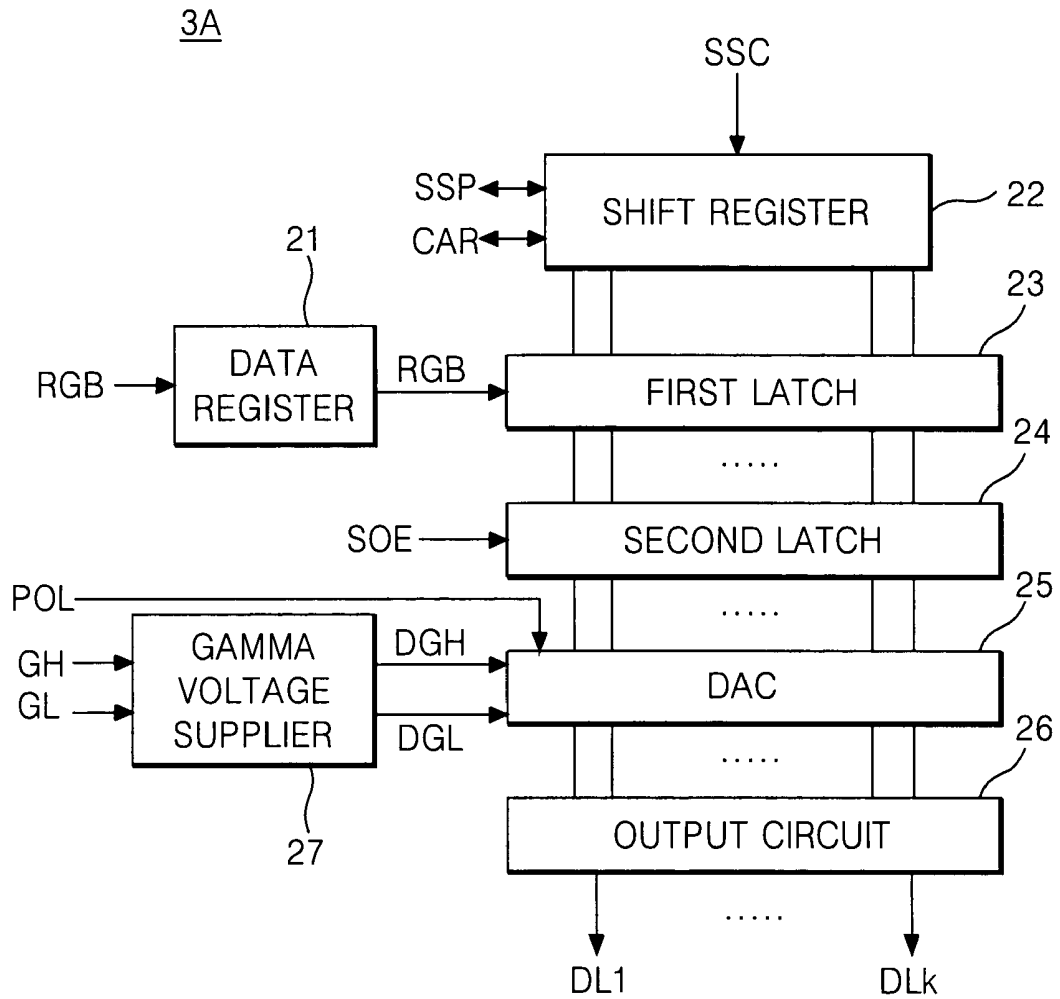 3A
SSC
SSP
CAR
SHIFT REGISTER
22
21
23
RGB
DATA
REGISTER
RGB
FIRST LATCH
24
.....
SOE
SECOND LATCH
25
POL
.....
GH
GL
GAMMA
VOLTAGE
SUPPLIER
DGH
DGL
DAC
26
.....
27
OUTPUT CIRCUIT
.....
DL1
DLk